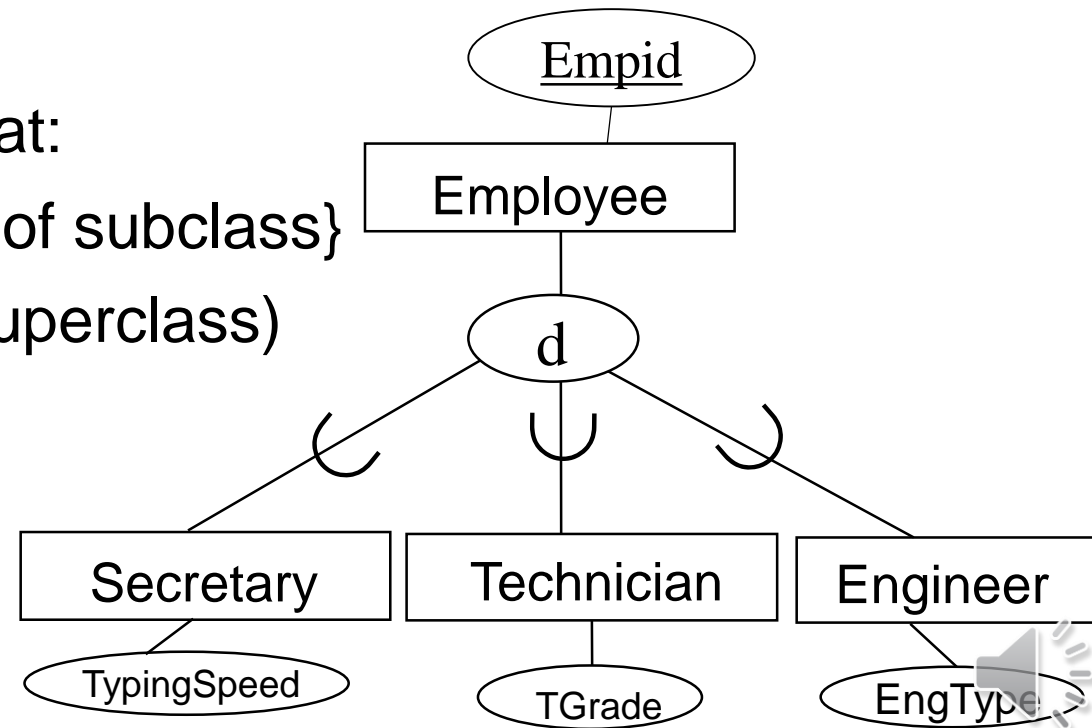 Empid
at:
Employee
of subclass}
uperclass)
d
Secretary
Technician
Engineer
TypingSpeed
TGrade
EngType